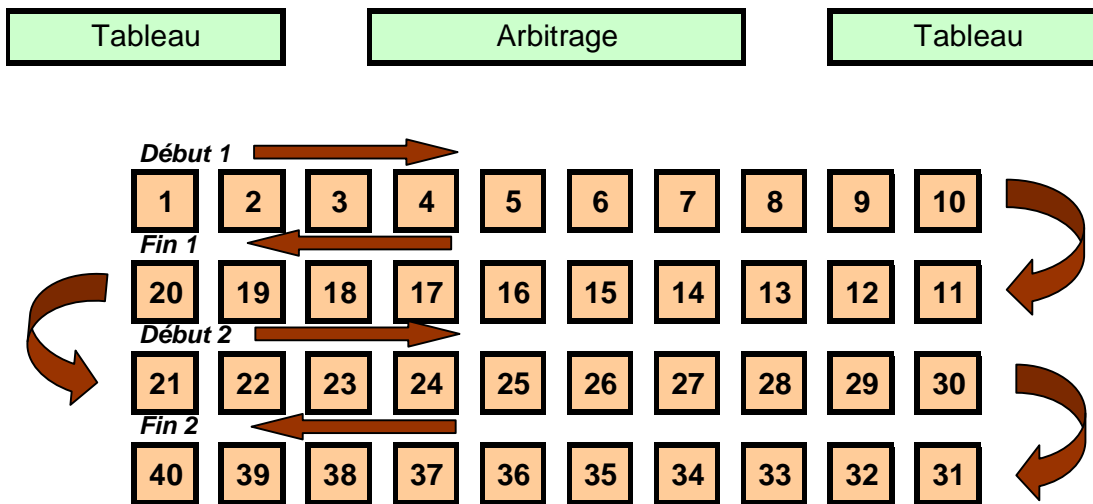 Tableau Arbitrage Tableau
Début 1
1 2 3 4 5 6 7 8 9 10
Fin 1
20 19 18 17 16 15 14 13 12 11
Début 2
21 22 23 24 25 26 27 28 29 30
Fin 2
40 39 38 37 36 35 34 33 32 31